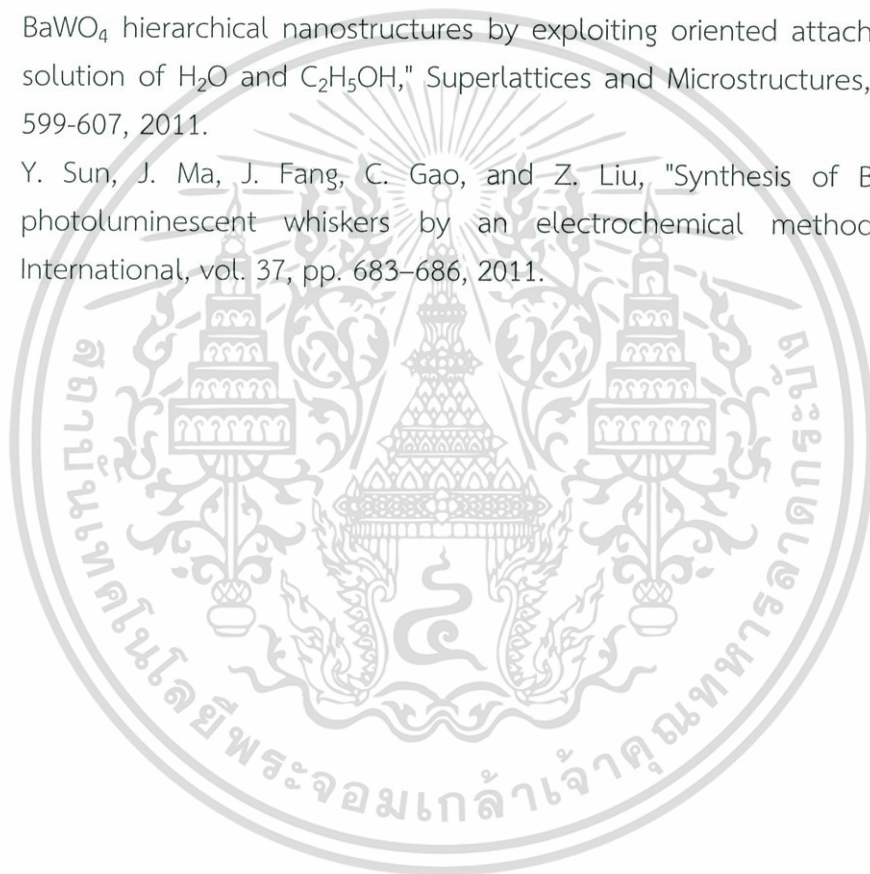 BaWO₄ hierarchical nanostructures by exploiting oriented attach
solution of H₂O and C₂H₅OH," Superlattices and Microstructures,
599-607, 2011.
Y. Sun, J. Ma, J. Fang, C. Gao, and Z. Liu, "Synthesis of B
photoluminescent whiskers by an electrochemical method
International, vol. 37, pp. 683–686, 2011.
สถาบันเทคโนโลยีพระจอมเกล้าเจ้าคุณทหารลาดกระบัง